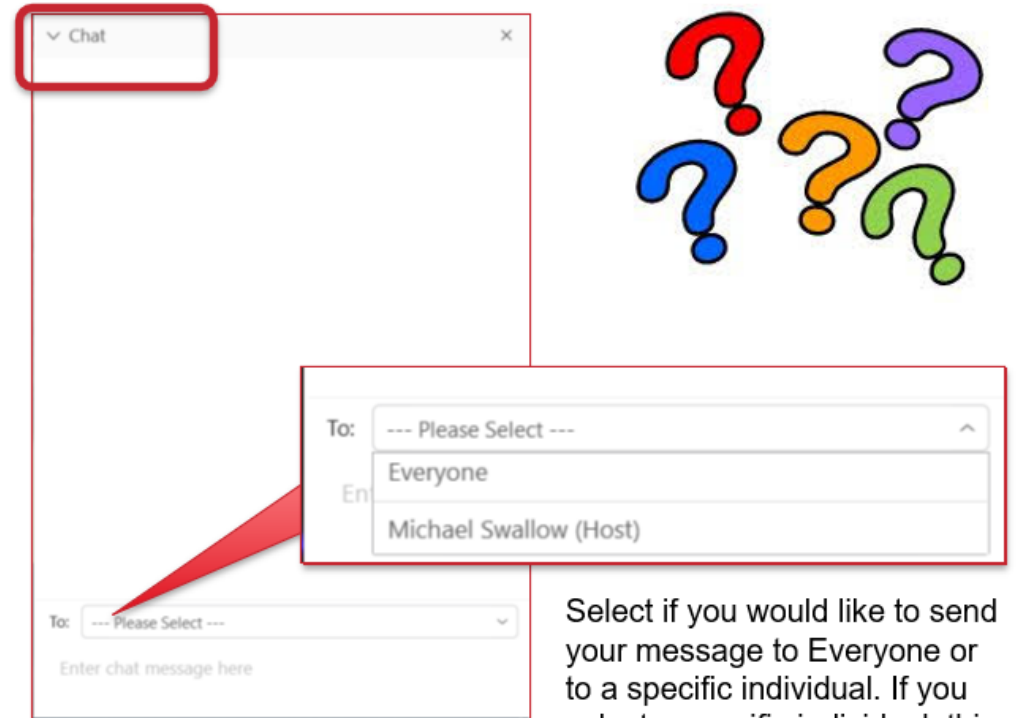 Chat
To: --- Please Select ---
Everyone
En
Michael Swallow (Host)
To: --- Please Select ---
Enter chat message here
Select if you would like to send
your message to Everyone or
to a specific individual. If you